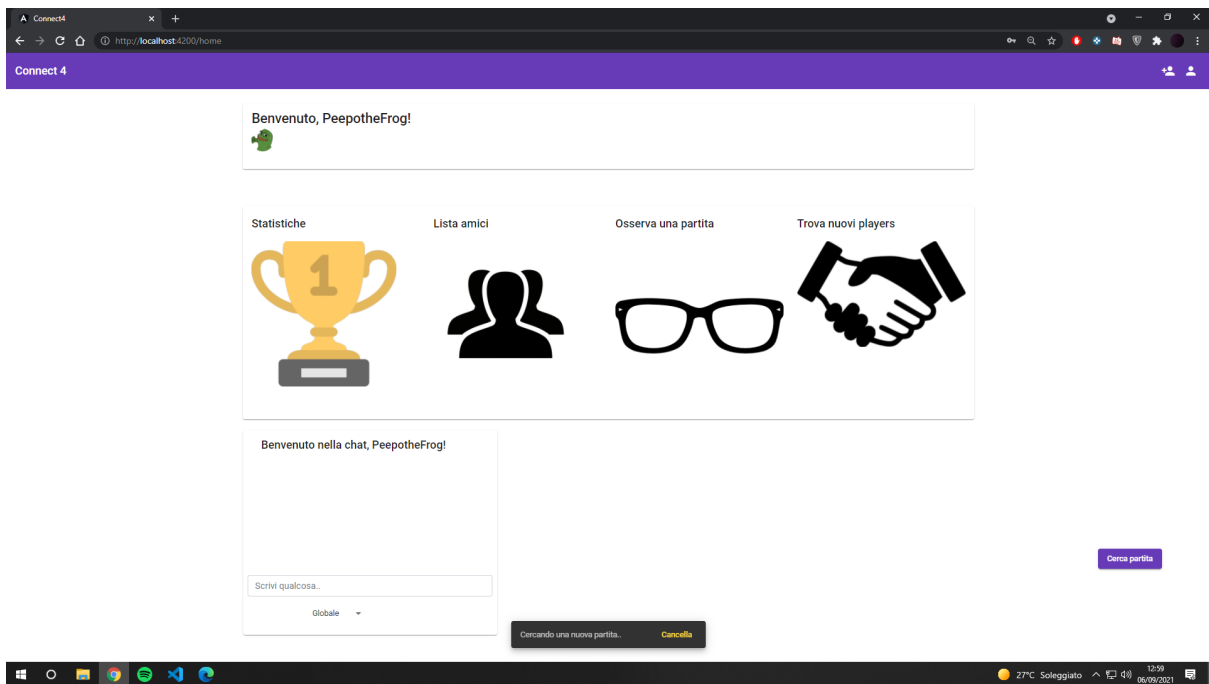 Connect4
http://localhost:4200/home
Connect 4
Benvenuto, PeepotheFrog!
Statistiche
Lista amici
Osserva una partita
Trova nuovi players
1
Benvenuto nella chat, PeepotheFrog!
Cerca partita
Scrivi qualcosa..
Globale
Cercando una nuova partita..
Cancella
27°C Soleggiato
12:59
06/09/2021